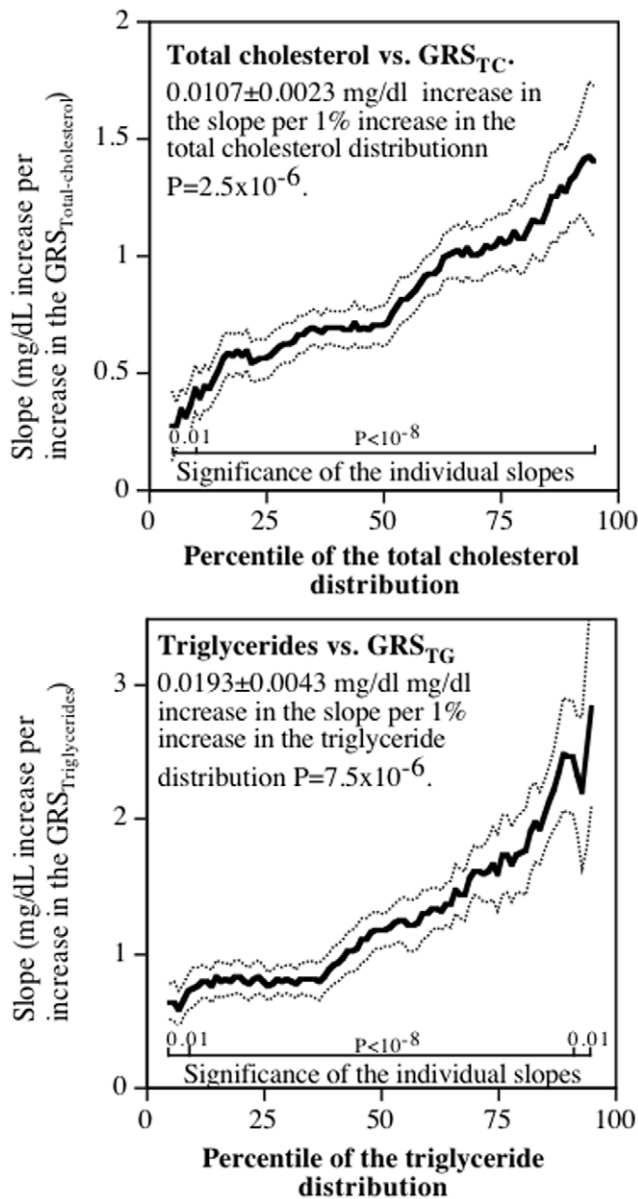 2
Total cholesterol vs. GRSTC.
0.0107±0.0023 mg/dl increase in
the slope per 1% increase in the
total cholesterol distributionn
P=2.5x10-6.
1.5
1
0.5
0
Slope (mg/dL increase per
increase in the GRSTotal-cholesterol)
0.01
P<10-8
Significance of the individual slopes
0 25 50 75 100
Percentile of the total cholesterol
distribution
Triglycerides vs. GRSTG
0.0193±0.0043 mg/dl mg/dl
increase in the slope per 1%
increase in the triglyceride
distribution P=7.5x10-6.
3
2
1
0
Slope (mg/dL increase per
increase in the GRSTriglycerides)
0.01
P<10-8
0.01
Significance of the individual slopes
0 25 50 75 100
Percentile of the triglyceride
distribution